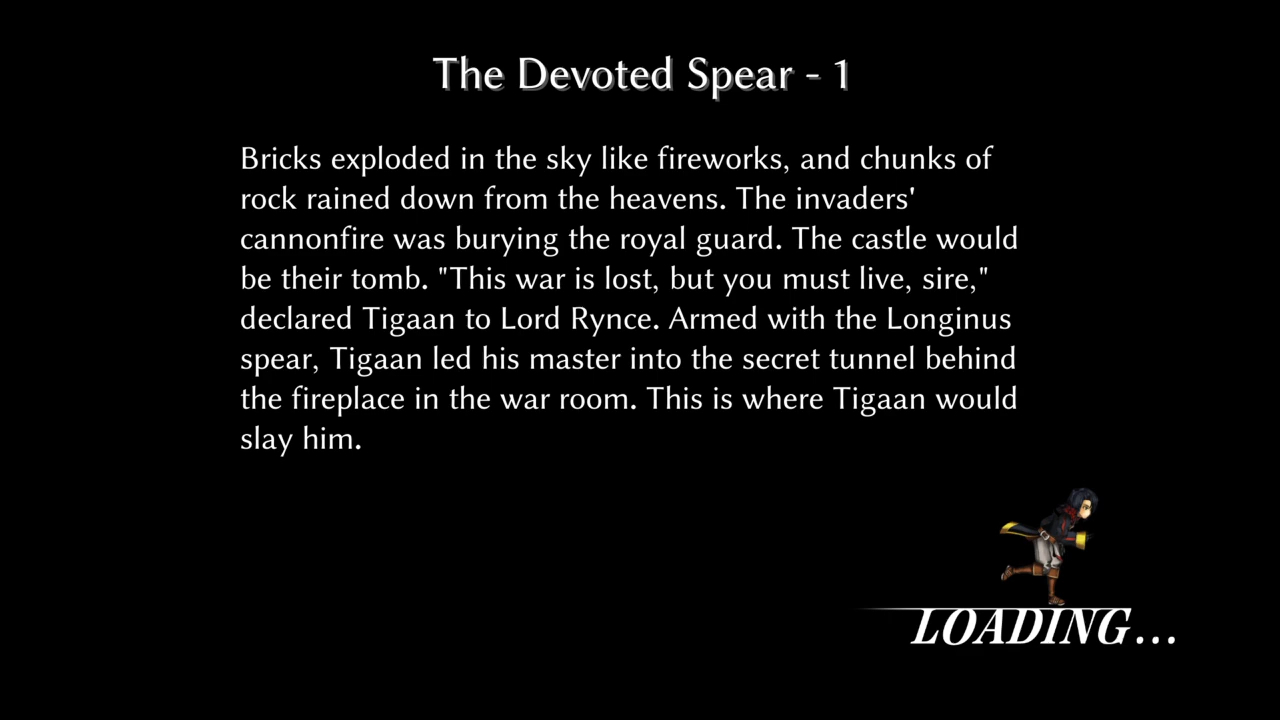 The Devoted Spear - 1
Bricks exploded in the sky like fireworks, and chunks of
rock rained down from the heavens. The invaders'
cannonfire was burying the royal guard. The castle would
be their tomb. "This war is lost, but you must live, sire,"
declared Tigaan to Lord Rynce. Armed with the Longinus
spear, Tigaan led his master into the secret tunnel behind
the fireplace in the war room. This is where Tigaan would
slay him.
LOADING...